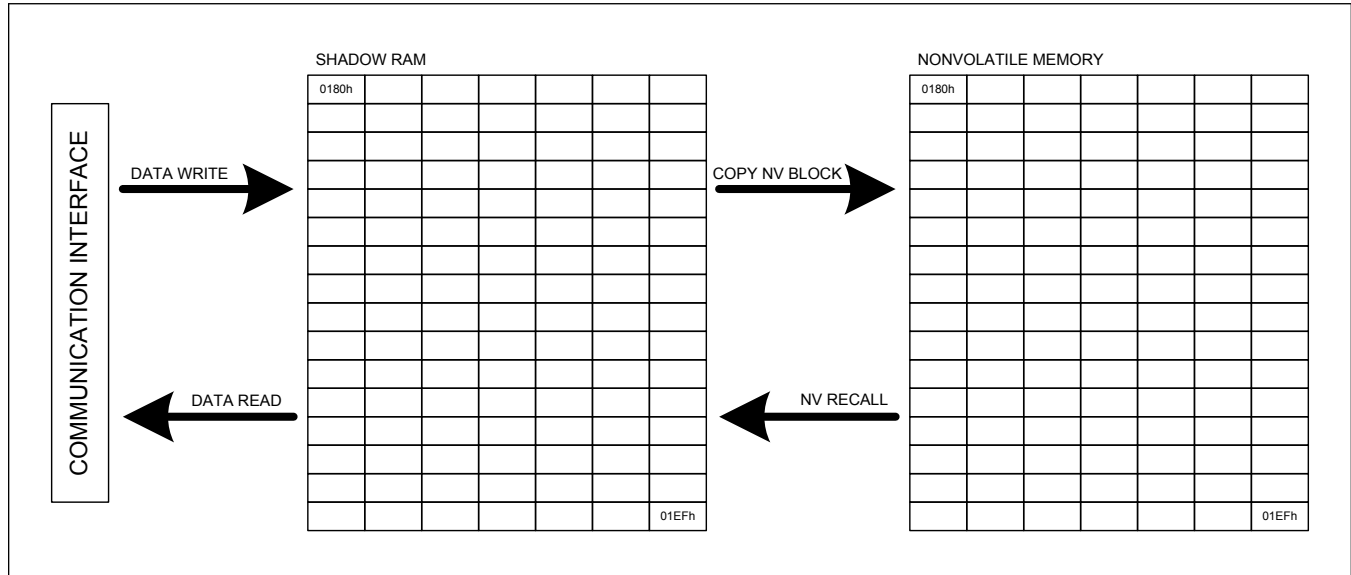 SHADOW RAM
NONVOLATILE MEMORY
0180h
0180h
COMMUNICATION INTERFACE
DATA WRITE
COPY NV BLOCK
DATA READ
NV RECALL
01EFh
01EFh